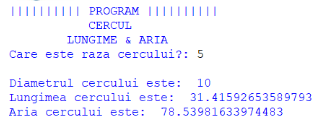 |||||||||| PROGRAM ||||||||||
CERCUL
LUNGIME & ARIA
Care este raza cercului?: 5
Diametrul cercului este: 10
Lungimea cercului este: 31.41592653589793
Aria cercului este: 78.53981633974483